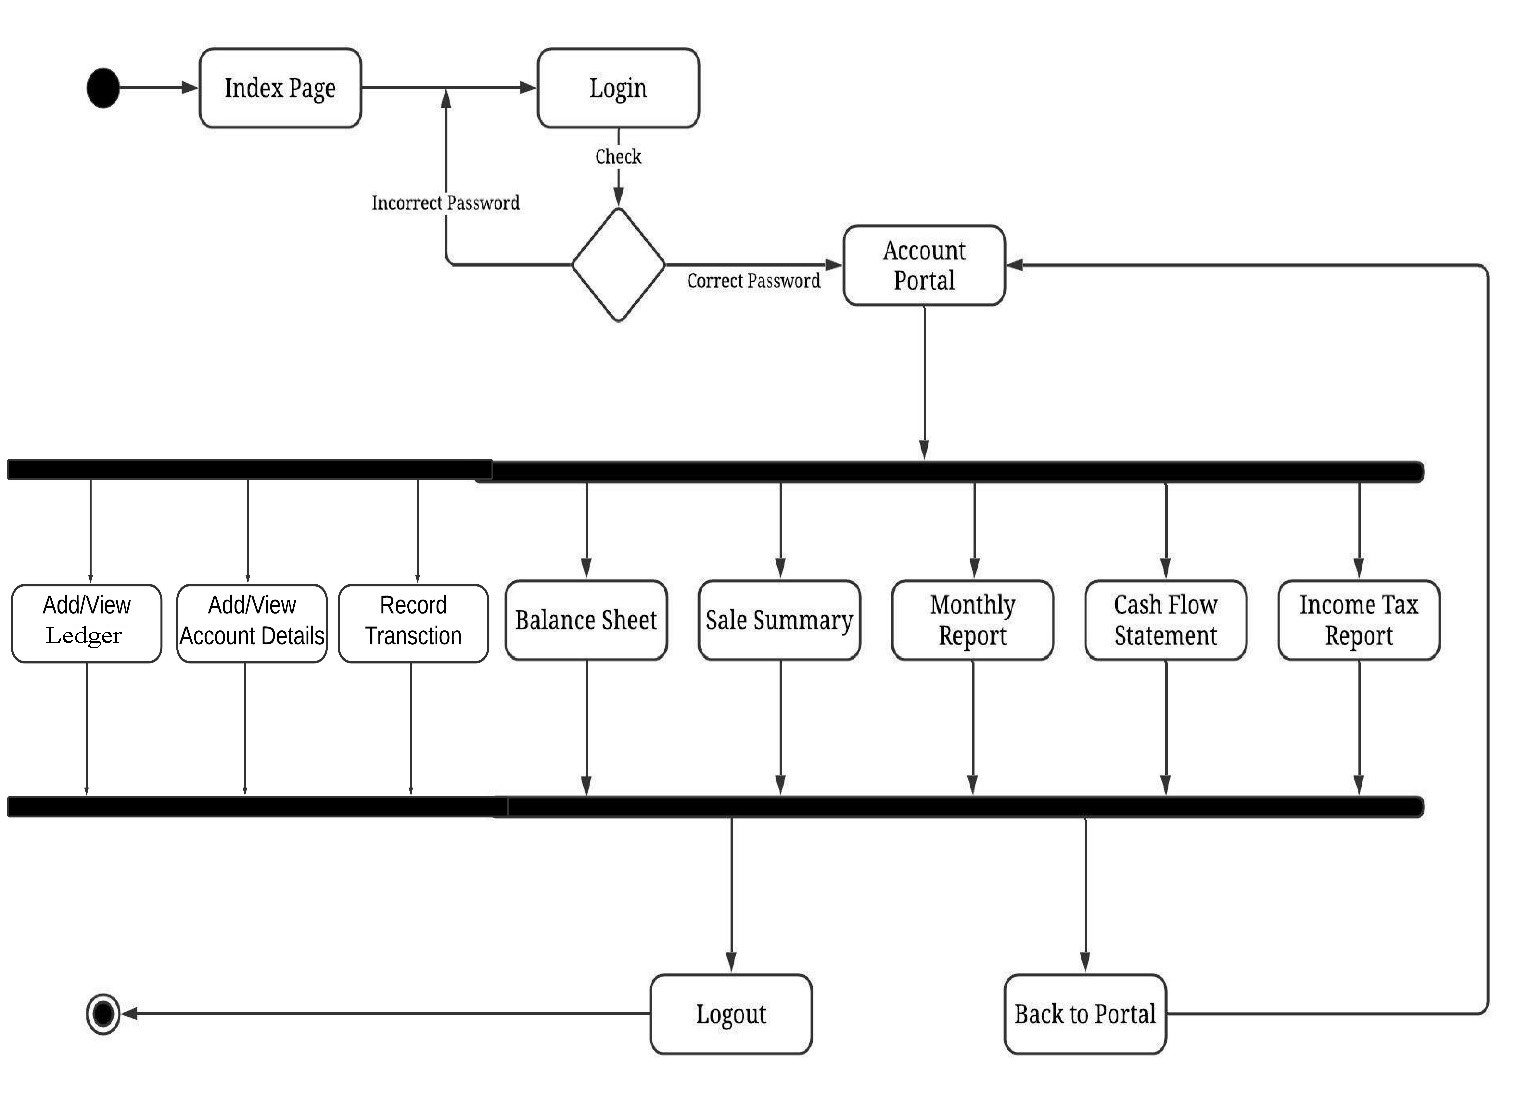 Index Page
Login
Check
Incorrect Password
Account
Portal
Correct Password
Add/View
Ledger
Add/View
Account Details
Record
Transction
Balance Sheet
Sale Summary
Monthly
Report
Cash Flow
Statement
Income Tax
Report
Logout
Back to Portal